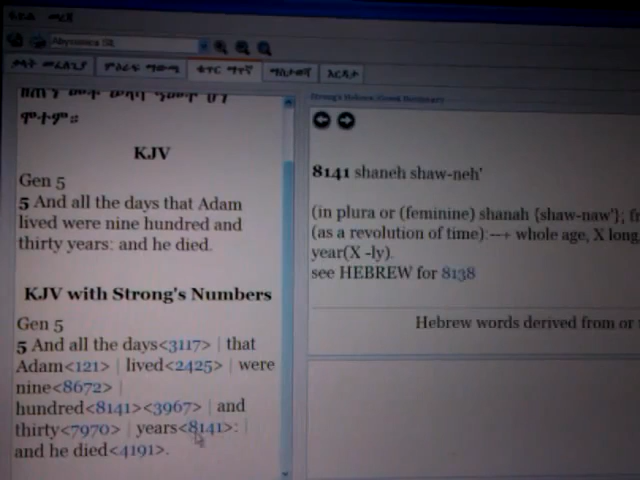 Abyssinica SIL
KJV
Gen 5
5 And all the days that Adam
lived were nine hundred and
thirty years: and he died.
KJV with Strong's Numbers
Gen 5
5 And all the days<3117> | that
Adam<121> | lived<2425> | were
nine<8672> |
hundred<8141><3967> | and
thirty<7970> | years<8141>: |
and he died<4191>.
8141 shaneh shaw-neh'
(in plura or (feminine) shanah {shaw-naw'};
(as a revolution of time):--+ whole age, X long,
year(X -ly).
see HEBREW for 8138
Hebrew words derived from or